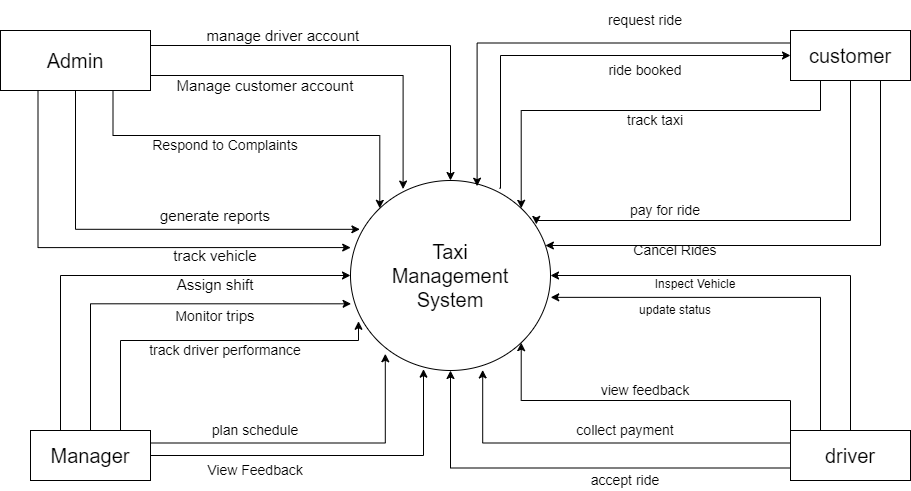 request ride
manage driver account
Admin
customer
ride booked
Manage customer account
track taxi
Respond to Complaints
pay for ride
generate reports
Cancel Rides
track vehicle
Taxi
Management
System
Assign shift
Inspect Vehicle
update status
Monitor trips
track driver performance
view feedback
plan schedule
collect payment
Manager
driver
View Feedback
accept ride